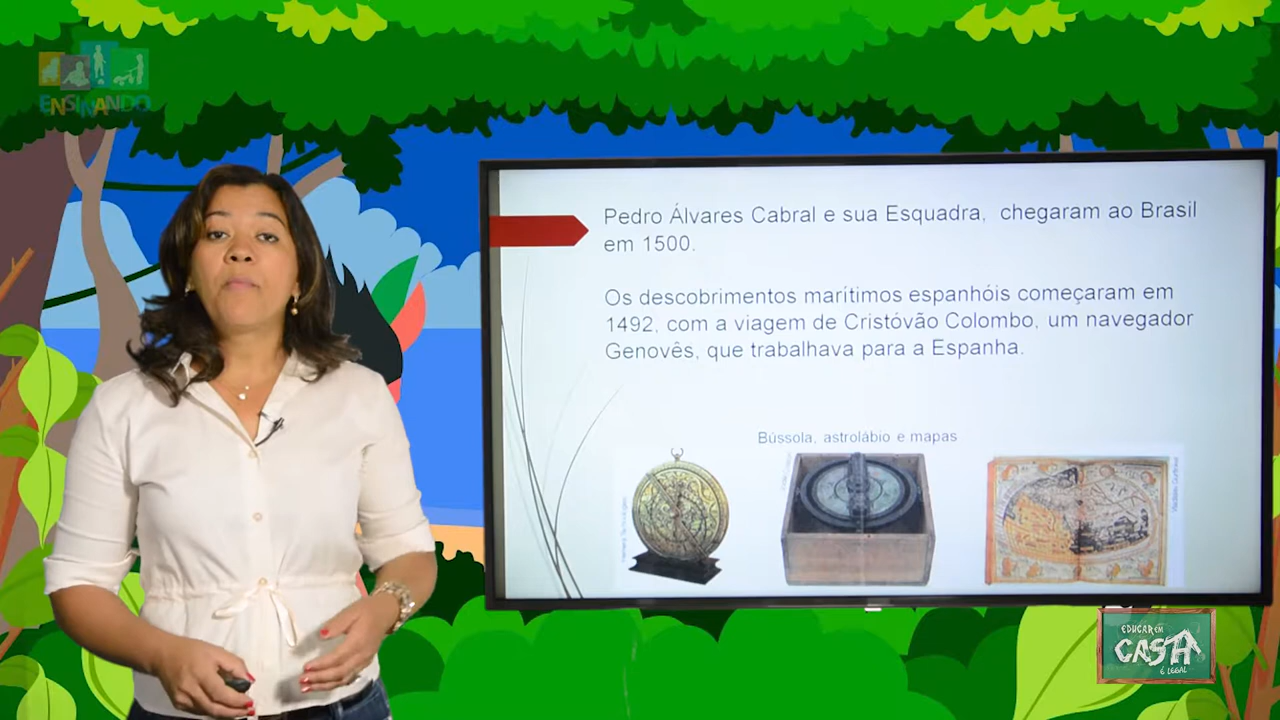 ENSINANDO
Pedro Álvares Cabral e sua Esquadra, chegaram ao Brasil
em 1500.
Os descobrimentos marítimos espanhóis começaram em
1492, com a viagem de Cristóvão Colombo, um navegador
Genovês, que trabalhava para a Espanha.
Bússola, astrolábio e mapas
EDUCAR EM
CASA
É LEGAL